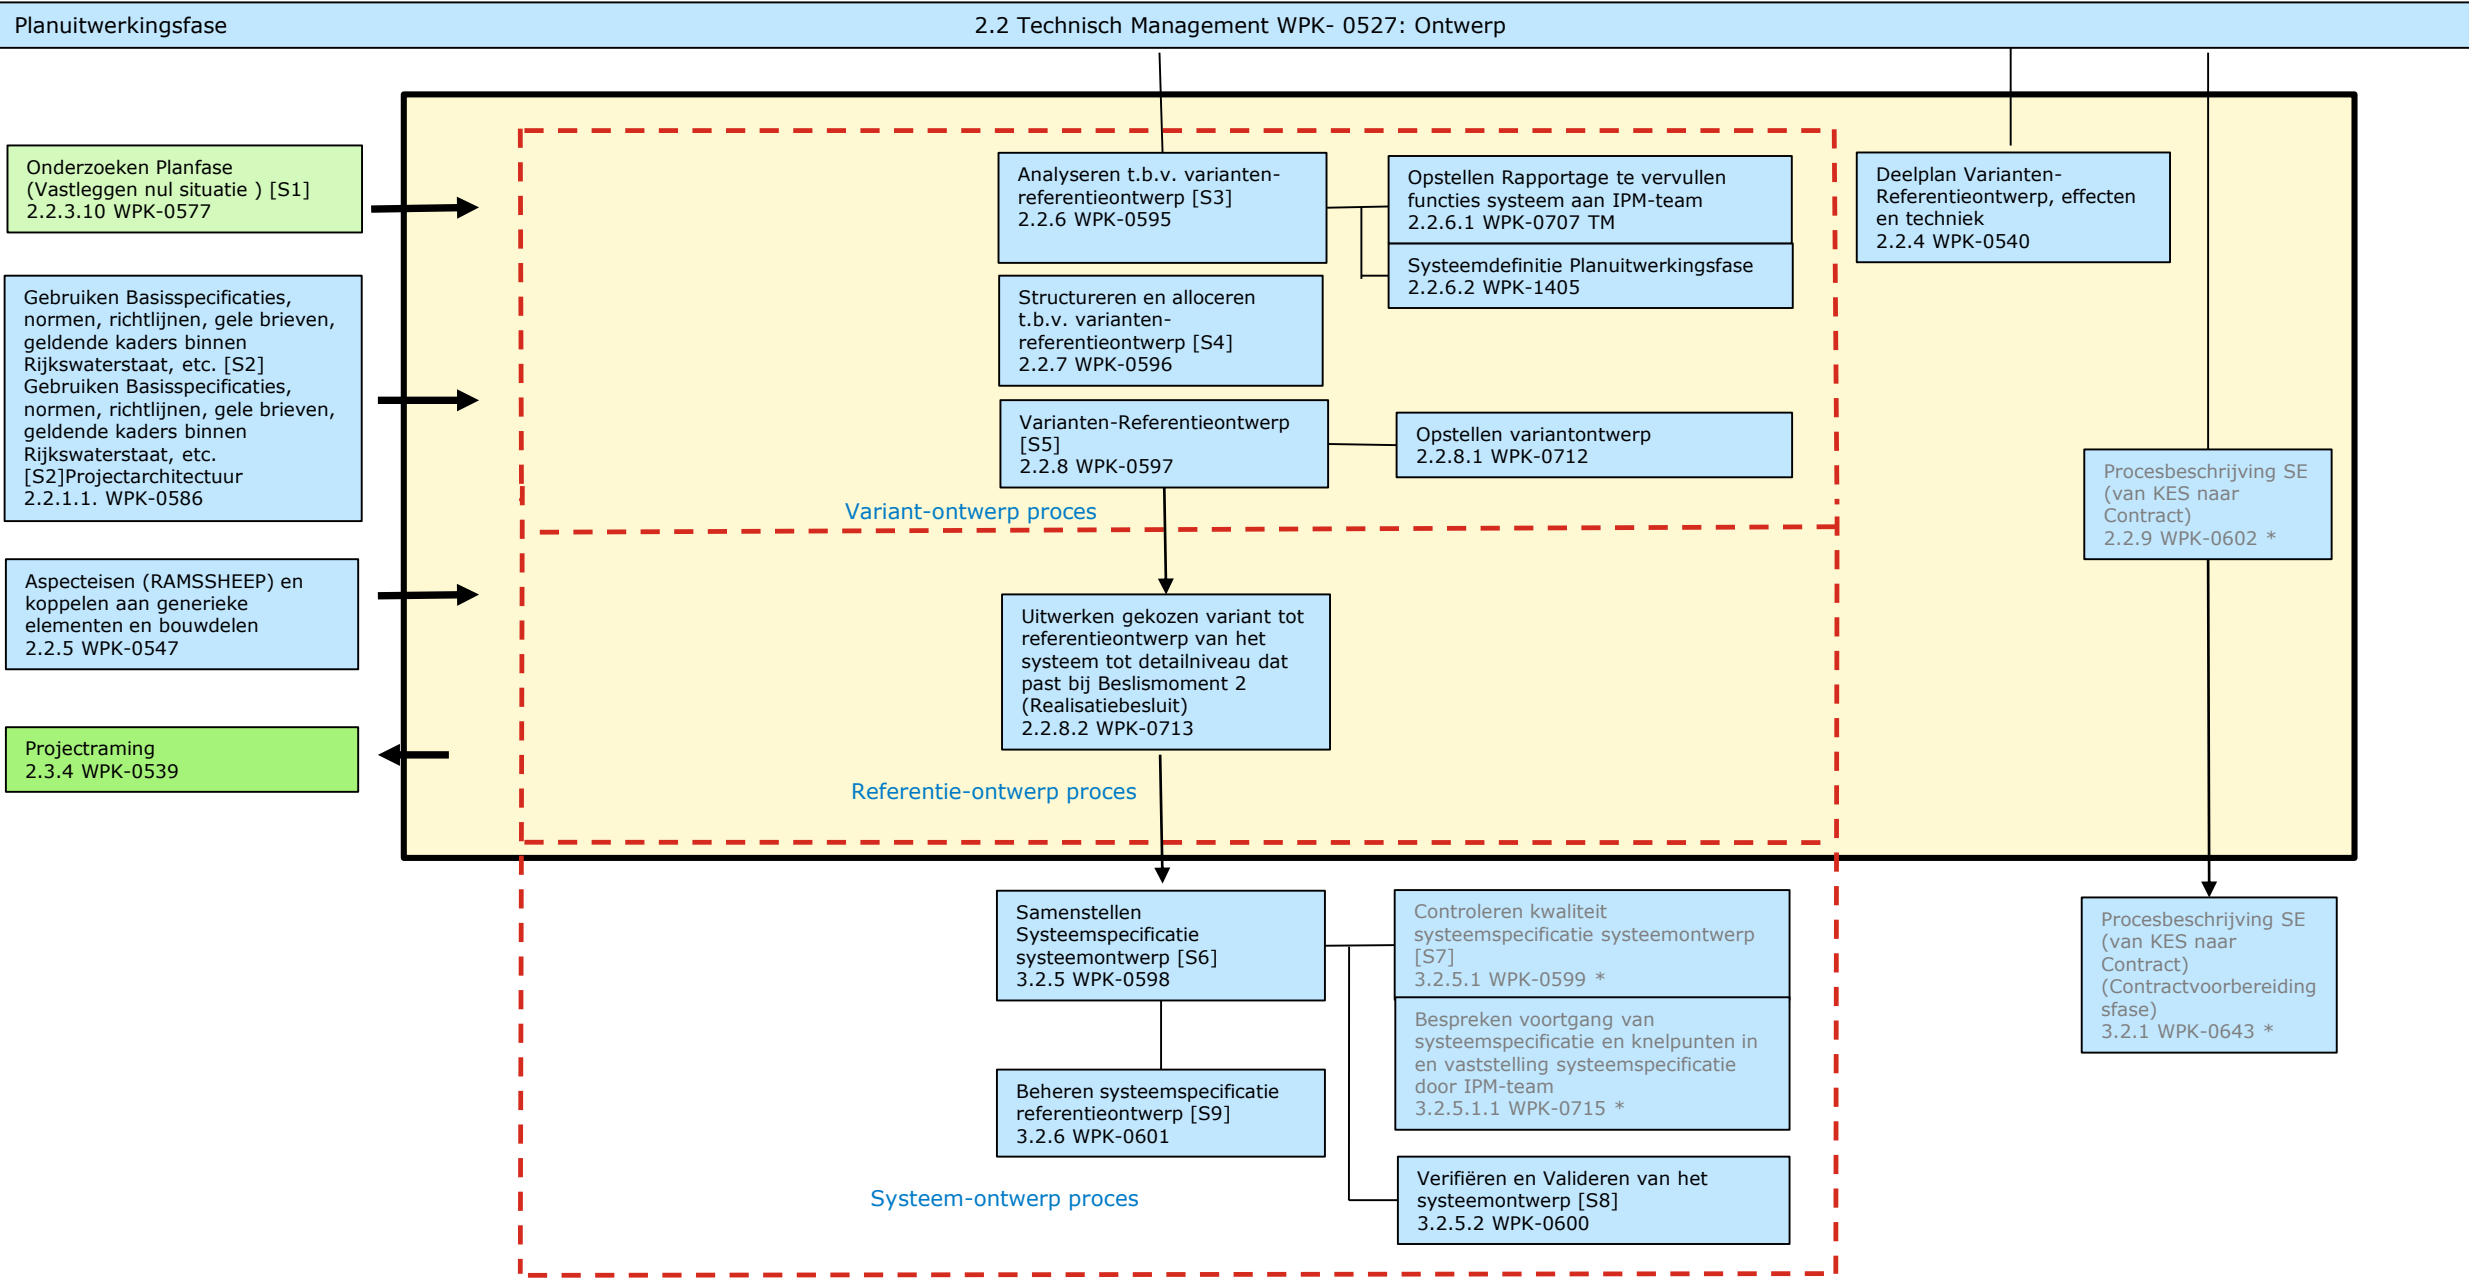 Planuitwerkingsfase
2.2 Technisch Management WPK- 0527: Ontwerp
Onderzoeken Planfase
(Vastleggen nul situatie ) [S1]
2.2.3.10 WPK-0577
Gebruiken Basisspecificaties,
normen, richtlijnen, gele brieven,
geldende kaders binnen
Rijkswaterstaat, etc. [S2]
Gebruiken Basisspecificaties,
normen, richtlijnen, gele brieven,
geldende kaders binnen
Rijkswaterstaat, etc.
[S2]Projectarchitectuur
2.2.1.1. WPK-0586
Aspecteisen (RAMSSHEEP) en
koppelen aan generieke
elementen en bouwdelen
2.2.5 WPK-0547
Projectraming
2.3.4 WPK-0539
Analyseren t.b.v. varianten-
referentieontwerp [S3]
2.2.6 WPK-0595
Opstellen Rapportage te vervullen
functies systeem aan IPM-team
2.2.6.1 WPK-0707 TM
Systeemdefinitie Planuitwerkingsfase
2.2.6.2 WPK-1405
Structureren en alloceren
t.b.v. varianten-
referentieontwerp [S4]
2.2.7 WPK-0596
Varianten-Referentieontwerp
[S5]
2.2.8 WPK-0597
Opstellen variantontwerp
2.2.8.1 WPK-0712
Variant-ontwerp proces
Uitwerken gekozen variant tot
referentieontwerp van het
systeem tot detailniveau dat
past bij Beslismoment 2
(Realisatiebesluit)
2.2.8.2 WPK-0713
Referentie-ontwerp proces
Samenstellen
Systeemspecificatie
systeemontwerp [S6]
3.2.5 WPK-0598
Controleren kwaliteit
systeemspecificatie systeemontwerp
[S7]
3.2.5.1 WPK-0599 *
Bespreken voortgang van
systeemspecificatie en knelpunten in
en vaststelling systeemspecificatie
door IPM-team
3.2.5.1.1 WPK-0715 *
Beheren systeemspecificatie
referentieontwerp [S9]
3.2.6 WPK-0601
Verifiëren en Valideren van het
systeemontwerp [S8]
3.2.5.2 WPK-0600
Systeem-ontwerp proces
Deelplan Varianten-
Referentieontwerp, effecten
en techniek
2.2.4 WPK-0540
Procesbeschrijving SE
(van KES naar
Contract)
2.2.9 WPK-0602 *
Procesbeschrijving SE
(van KES naar
Contract)
(Contractvoorbereiding
sfase)
3.2.1 WPK-0643 *